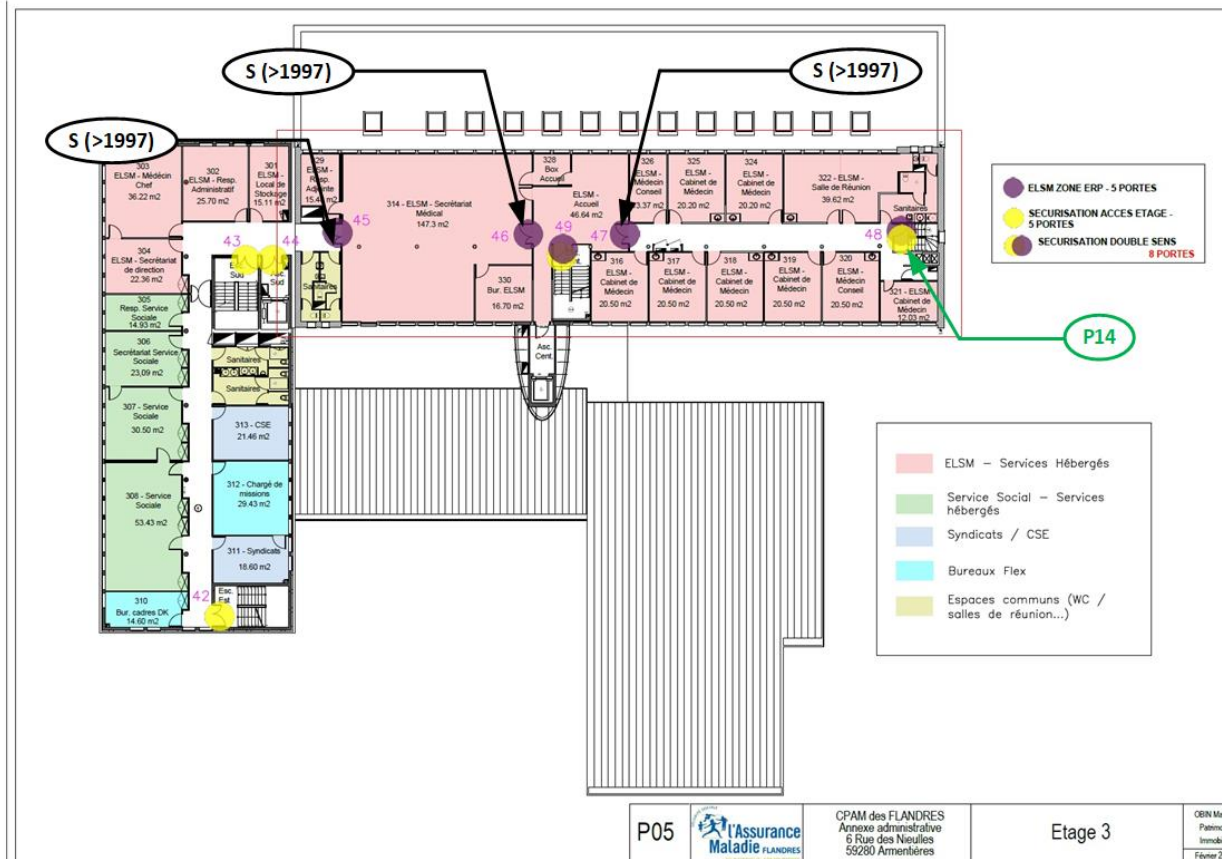 S (>1997)
S (>1997)
S (>1997)
303
ELSM - Médécin
Chef
36.22 m2
302
ELSM - Resp.
Administratif
25.70 m2
301
ELSM -
Local de
Stockage
15.11 m2
329
ELSM -
Resp.
Adjointe
314 - ELSM - Secrétariat
Médical
147.3 m2
328
Box
Accueil
ELSM -
Accueil
46.64 m2
326
ELSM -
Médecin
Conseil
325
ELSM -
Cabinet de
Médecin
20.20 m2
324
ELSM -
Cabinet de
Médecin
20.20 m2
322 - ELSM -
Salle de Réunion
39.62 m2
Sanitaires
43
44
45
46
49
47
48
304
ELSM -
Secrétariat
de direction
22.36 m2
Sud
Sud
Sanitaires
330
Bur. ELSM
16.70 m2
316
ELSM -
Cabinet de
Médecin
20.50 m2
317
ELSM -
Cabinet de
Médecin
20.50 m2
318
ELSM -
Cabinet de
Médecin
20.50 m2
319
ELSM -
Cabinet de
Médecin
20.50 m2
320
ELSM -
Médecin
Conseil
20.50 m2
321 - ELSM
Cabinet de
Médecin
12.03 m2
305
Resp. Service
Sociale
14.93 m2
306
Secrétariat Service
Sociale
23,09 m2
Sanitaires
Sanitaires
Asc.
Cent.
307 - Service
Sociale
30.50 m2
313 - CSE
21.46 m2
308 - Service
Sociale
53.43 m2
312 - Chargé de
missions
29.43 m2
311 - Syndicats
18.60 m2
310
Bur. cadres DK
14.60 m2
42
Esc.
Est
P14
ELSM ZONE ERP - 5 PORTES
SECURISATION ACCES ETAGE -
5 PORTES
SECURISATION DOUBLE SENS
8 PORTES
ELSM – Services Hébergés
Service Social – Services
hébergés
Syndicats / CSE
Bureaux Flex
Espaces communs (WC /
salles de réunion...)
P05
l'Assurance
Maladie FLANDRES
CPAM des FLANDRES
Annexe administrative
6 Rue des Nieulles
59280 Armentières
Etage 3